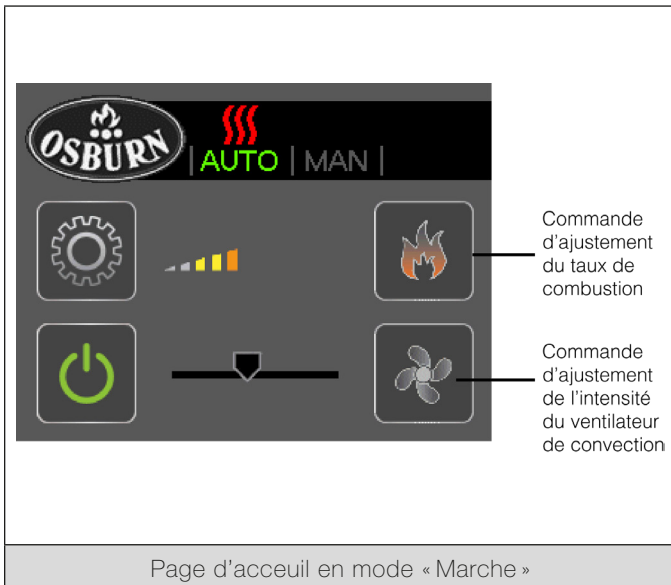 OSBURN
| AUTO | MAN |
Commande
d'ajustement
du taux de
combustion
Commande
d'ajustement
de l'intensité
du ventilateur
de convection
Page d'acceuil en mode « Marche »